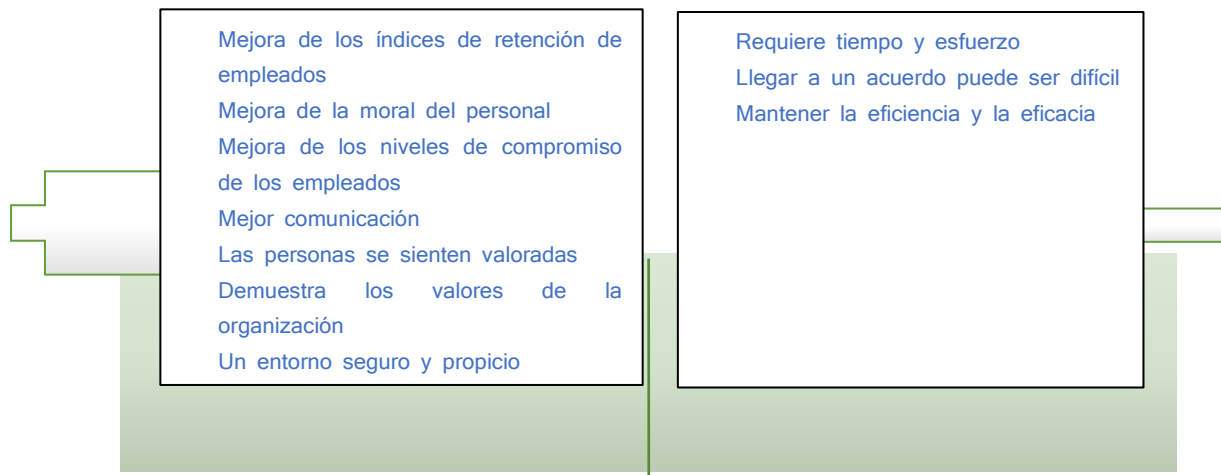 Mejora de los índices de retención de
empleados
Mejora de la moral del personal
Mejora de los niveles de compromiso
de los empleados
Mejor comunicación
Las personas se sienten valoradas
Demuestra los valores de la
organización
Un entorno seguro y propicio
Requiere tiempo y esfuerzo
Llegar a un acuerdo puede ser difícil
Mantener la eficiencia y la eficacia